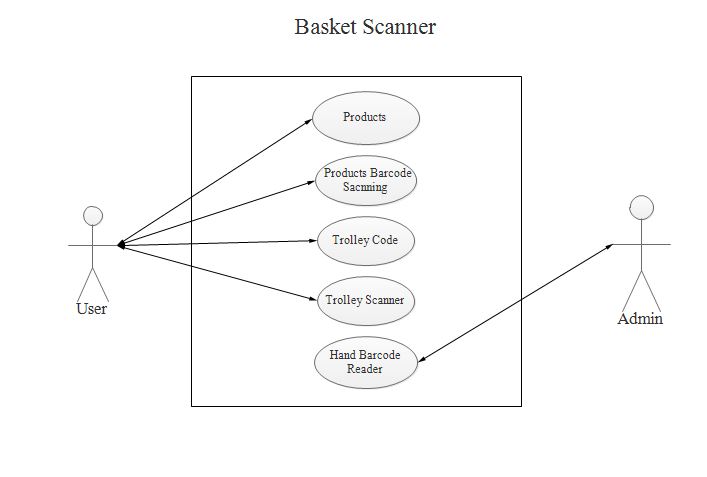 Basket Scanner
Products
Products Barcode
Sacnning
Trolley Code
Trolley Scanner
Hand Barcode
Reader
User
Admin